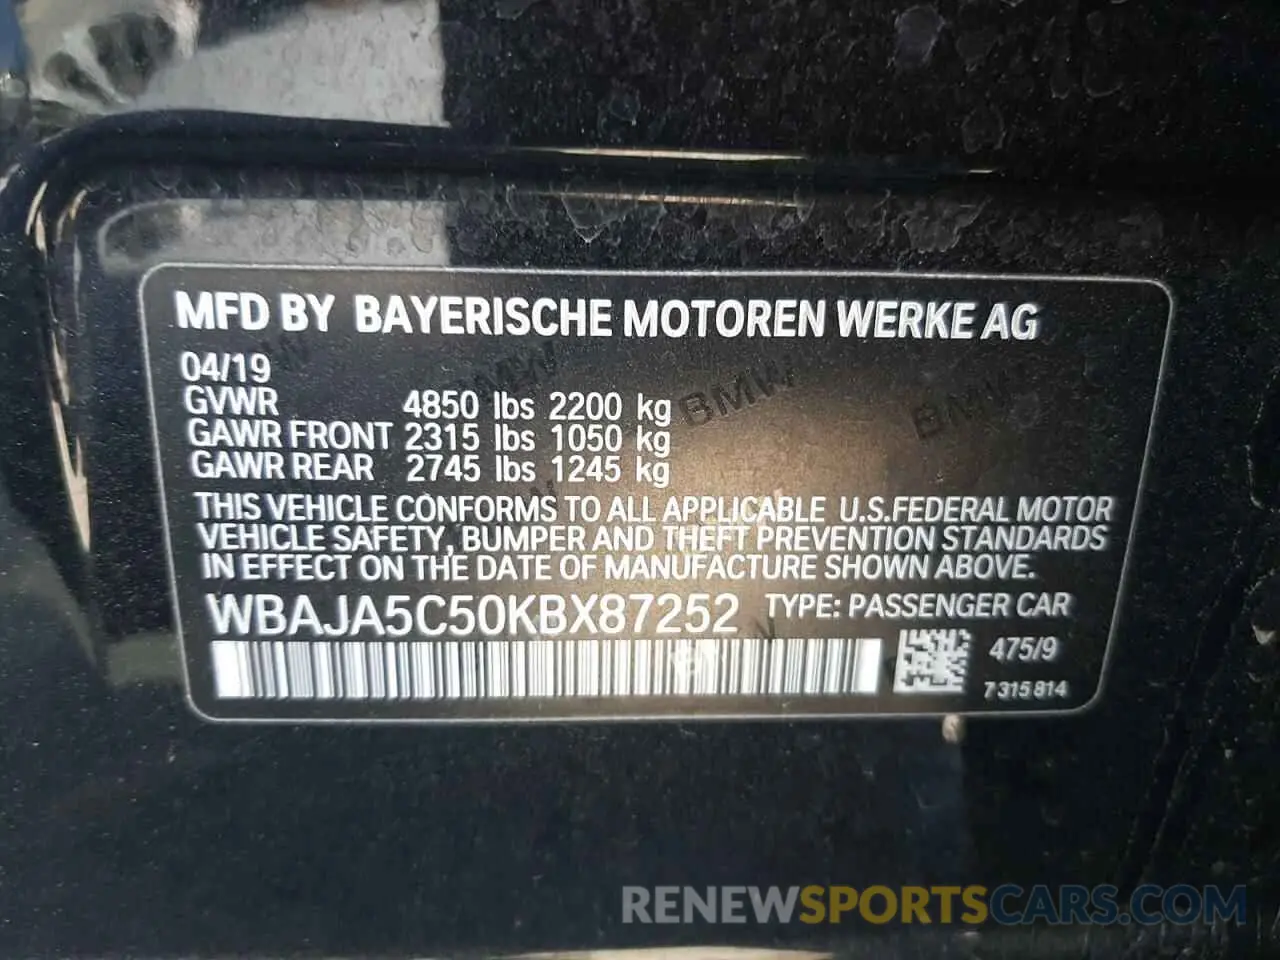 MFD BY BAYERISCHE MOTOREN WERKE AG
04/19
GVWR 4850 lbs 2200 kg
GAWR FRONT 2315 lbs 1050 kg
GAWR REAR 2745 lbs 1245 kg
THIS VEHICLE CONFORMS TO ALL APPLICABLE U.S.FEDERAL MOTOR
VEHICLE SAFETY, BUMPER AND THEFT PREVENTION STANDARDS
IN EFFECT ON THE DATE OF MANUFACTURE SHOWN ABOVE.
WBAJA5C50KBX87252 TYPE: PASSENGER CAR
475/9
7 315 814
BMW BMW BMW
RENEWSPORTSCARS.COM